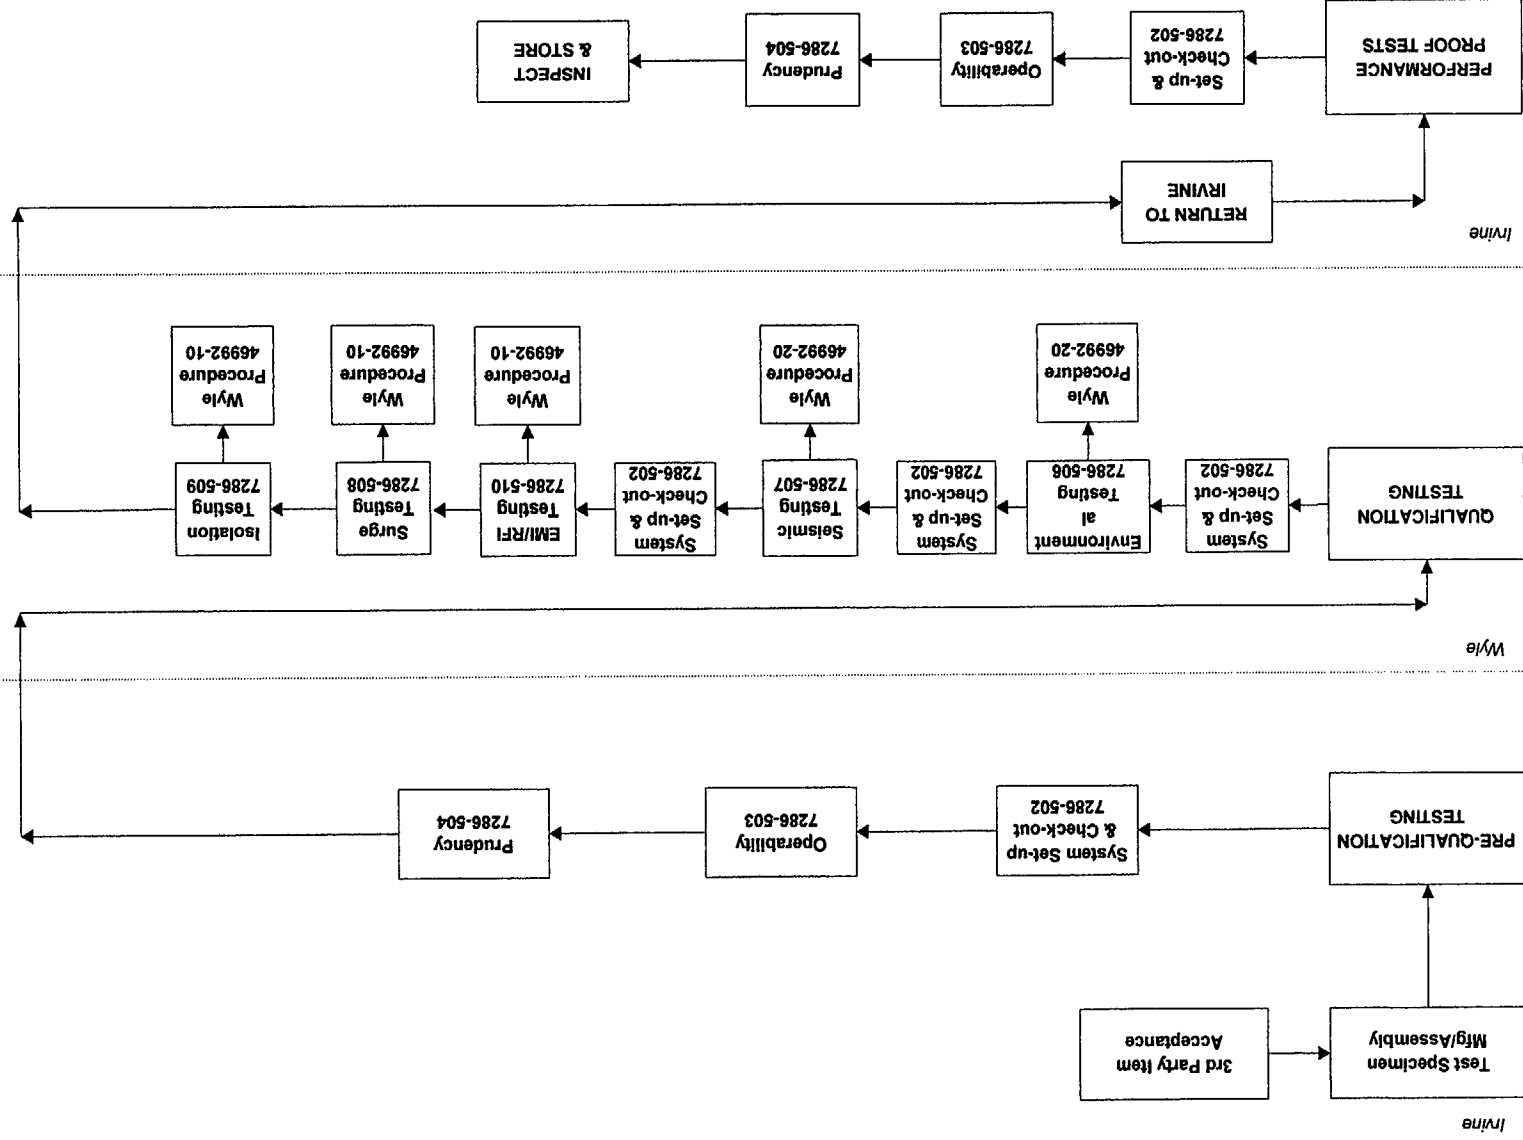 Irvine
Test Specimen
Mfg/Assembly
3rd Party Item
Acceptance
PRE-QUALIFICATION
TESTING
System Set-up
& Check-out
7286-502
Operability
7286-503
Prudency
7286-504
Wyle
QUALIFICATION
TESTING
System
Set-up &
Check-out
7286-502
Environment
al
Testing
7286-506
System
Set-up &
Check-out
7286-502
Seismic
Testing
7286-507
System
Set-up &
Check-out
7286-502
EMI/RFI
Testing
7286-510
Surge
Testing
7286-508
Isolation
Testing
7286-509
Wyle
Procedure
46992-20
Wyle
Procedure
46992-20
Wyle
Procedure
46992-10
Wyle
Procedure
46992-10
Wyle
Procedure
46992-10
Irvine
RETURN TO
IRVINE
PERFORMANCE
PROOF TESTS
Set-up &
Check-out
7286-502
Operability
7286-503
Prudency
7286-504
INSPECT
& STORE